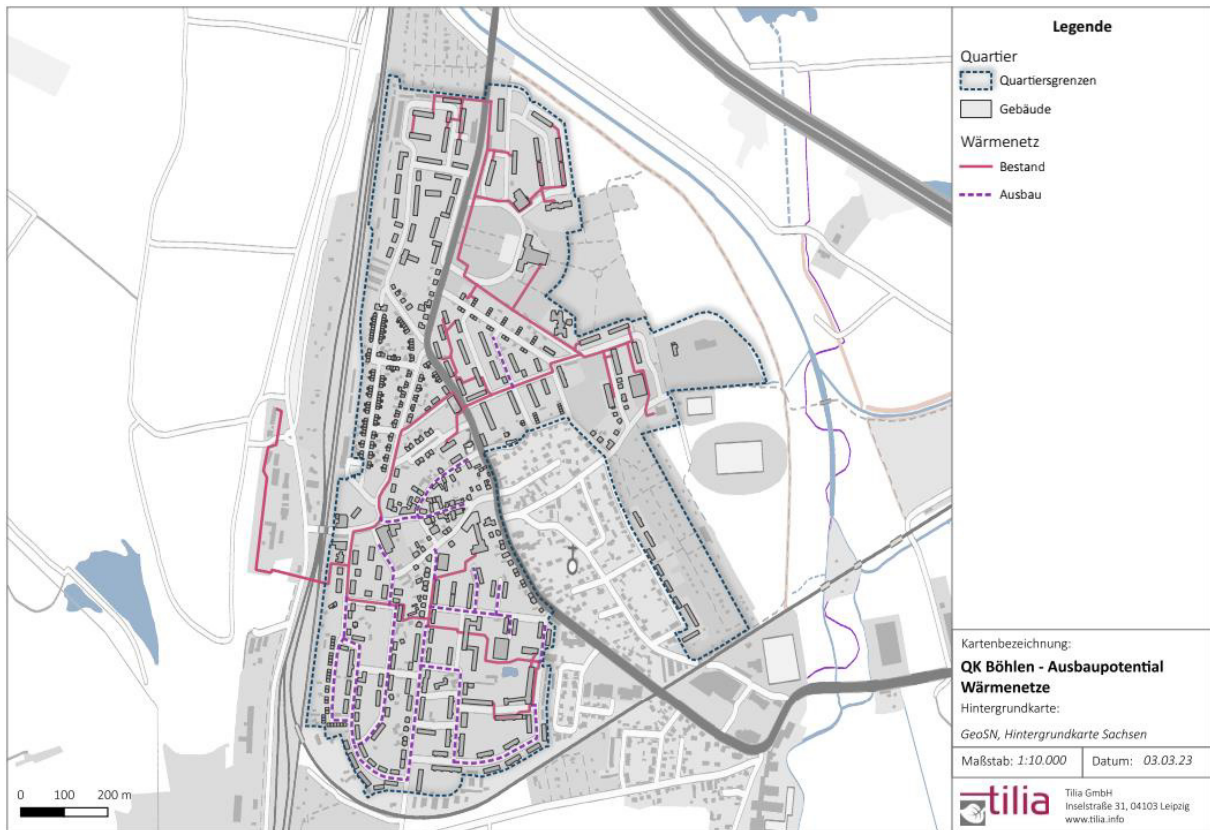 Legende
Quartier
Quartiersgrenzen
Gebäude
Wärmenetz
Bestand
Ausbau
Kartenbezeichnung:
QK Böhlen - Ausbaupotential
Wärmenetze
Hintergrundkarte:
GeoSN, Hintergrundkarte Sachsen
Maßstab: 1:10.000
Datum: 03.03.23
tilia
Tilia GmbH
Inselstraße 31, 04103 Leipzig
www.tilia.info
0 100 200 m